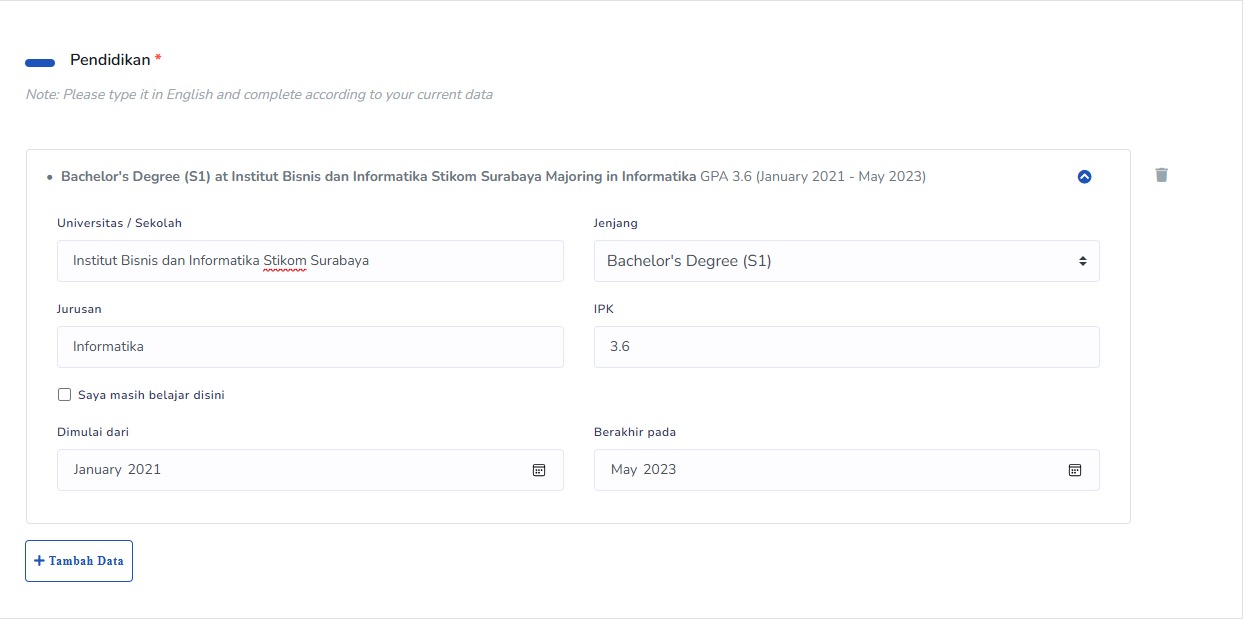 Pendidikan *
Note: Please type it in English and complete according to your current data
• Bachelor's Degree (S1) at Institut Bisnis dan Informatika Stikom Surabaya Majoring in Informatika GPA 3.6 (January 2021 - May 2023)
Universitas / Sekolah
Jenjang
Institut Bisnis dan Informatika Stikom Surabaya
Bachelor's Degree (S1)
Jurusan
IPK
Informatika
3.6
Saya masih belajar disini
Dimulai dari
Berakhir pada
January 2021
May 2023
+ Tambah Data